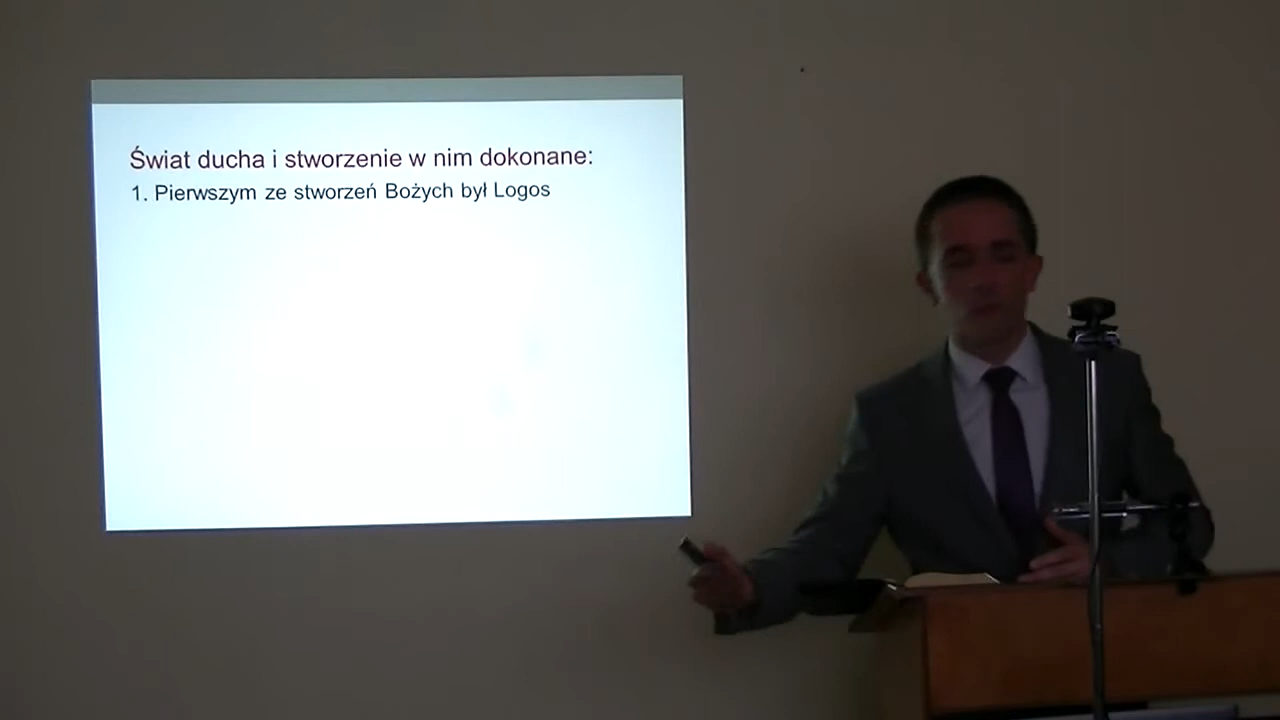 Świat ducha i stworzenie w nim dokonane:
1. Pierwszym ze stworzeń Bożych był Logos